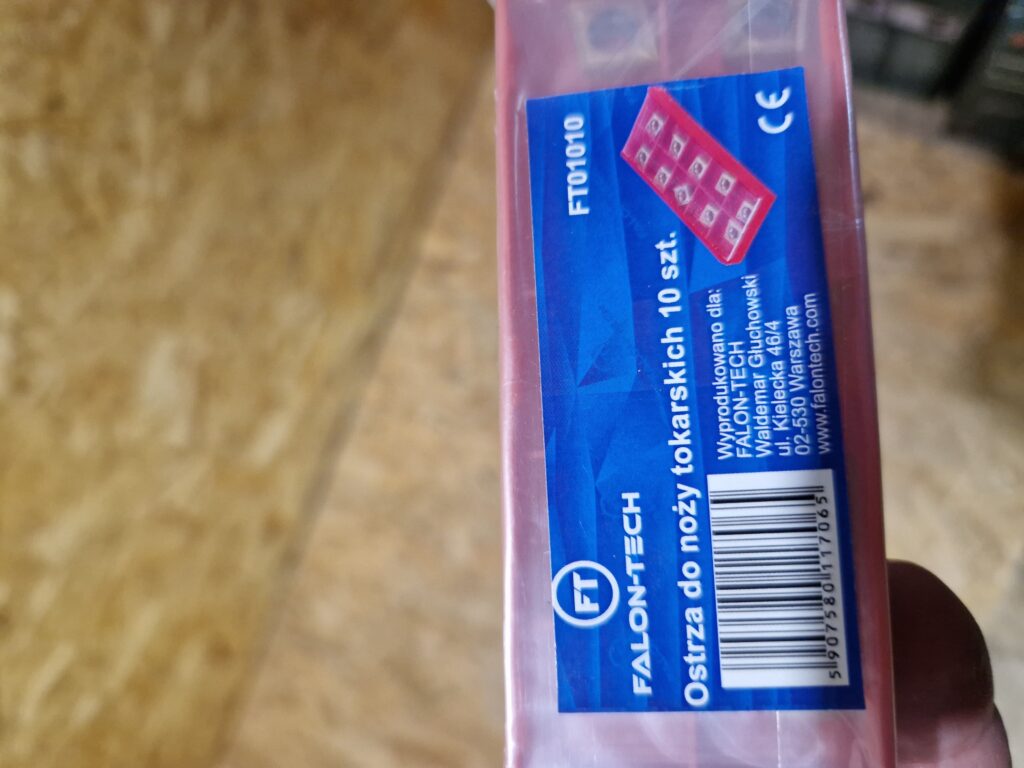 FT
FALON-TECH
FT01010
Ostrza do noży tokarskich 10 szt.
CE
Wyprodukowano dla:
FALON-TECH
Waldemar Głuchowski
ul. Kielecka 46/4
02-530 Warszawa
www.falontech.com
5907580117065